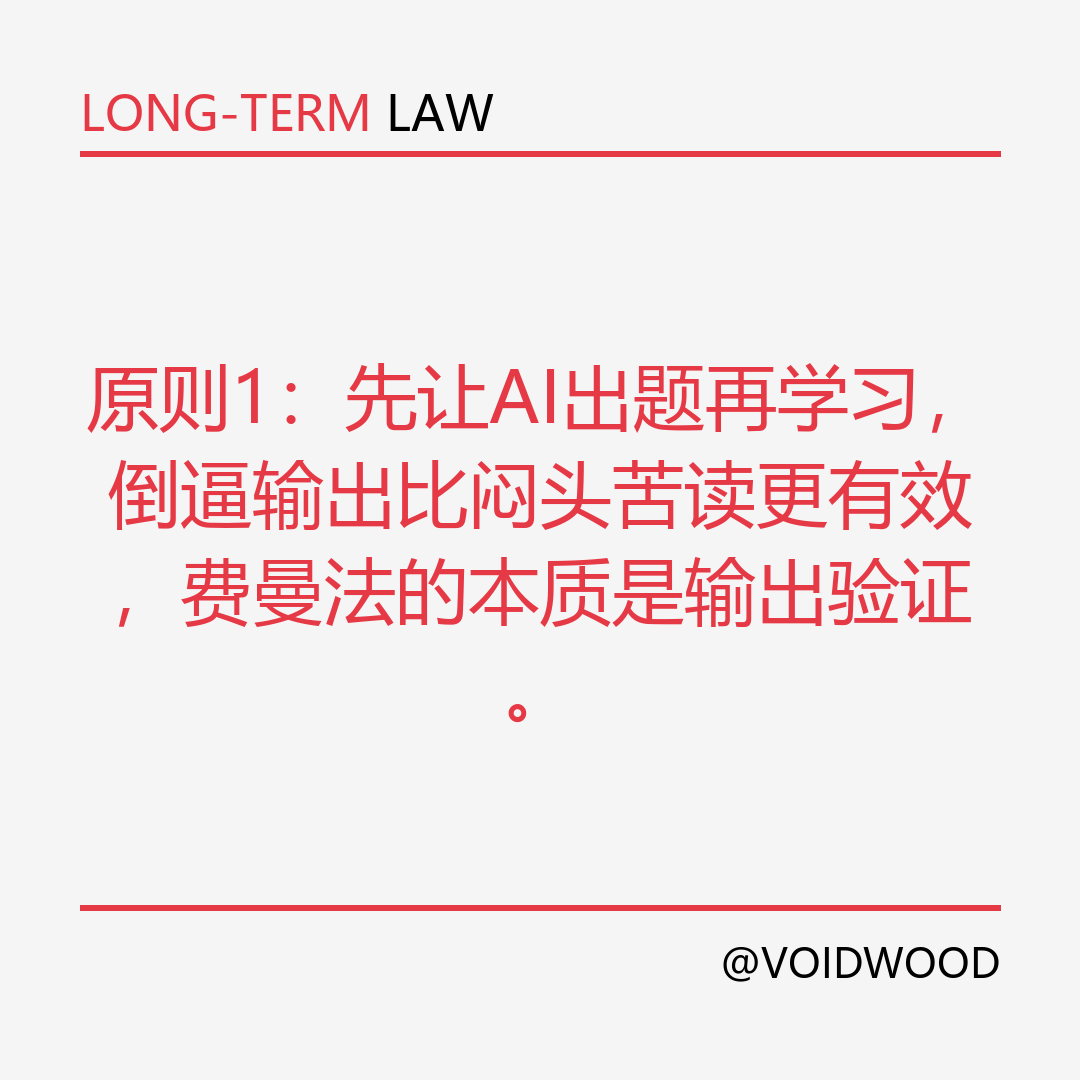 LONG-TERM LAW
原则1：先让AI出题再学习，
倒逼输出比闷头苦读更有效
，费曼法的本质是输出验证
。
@VOIDWOOD